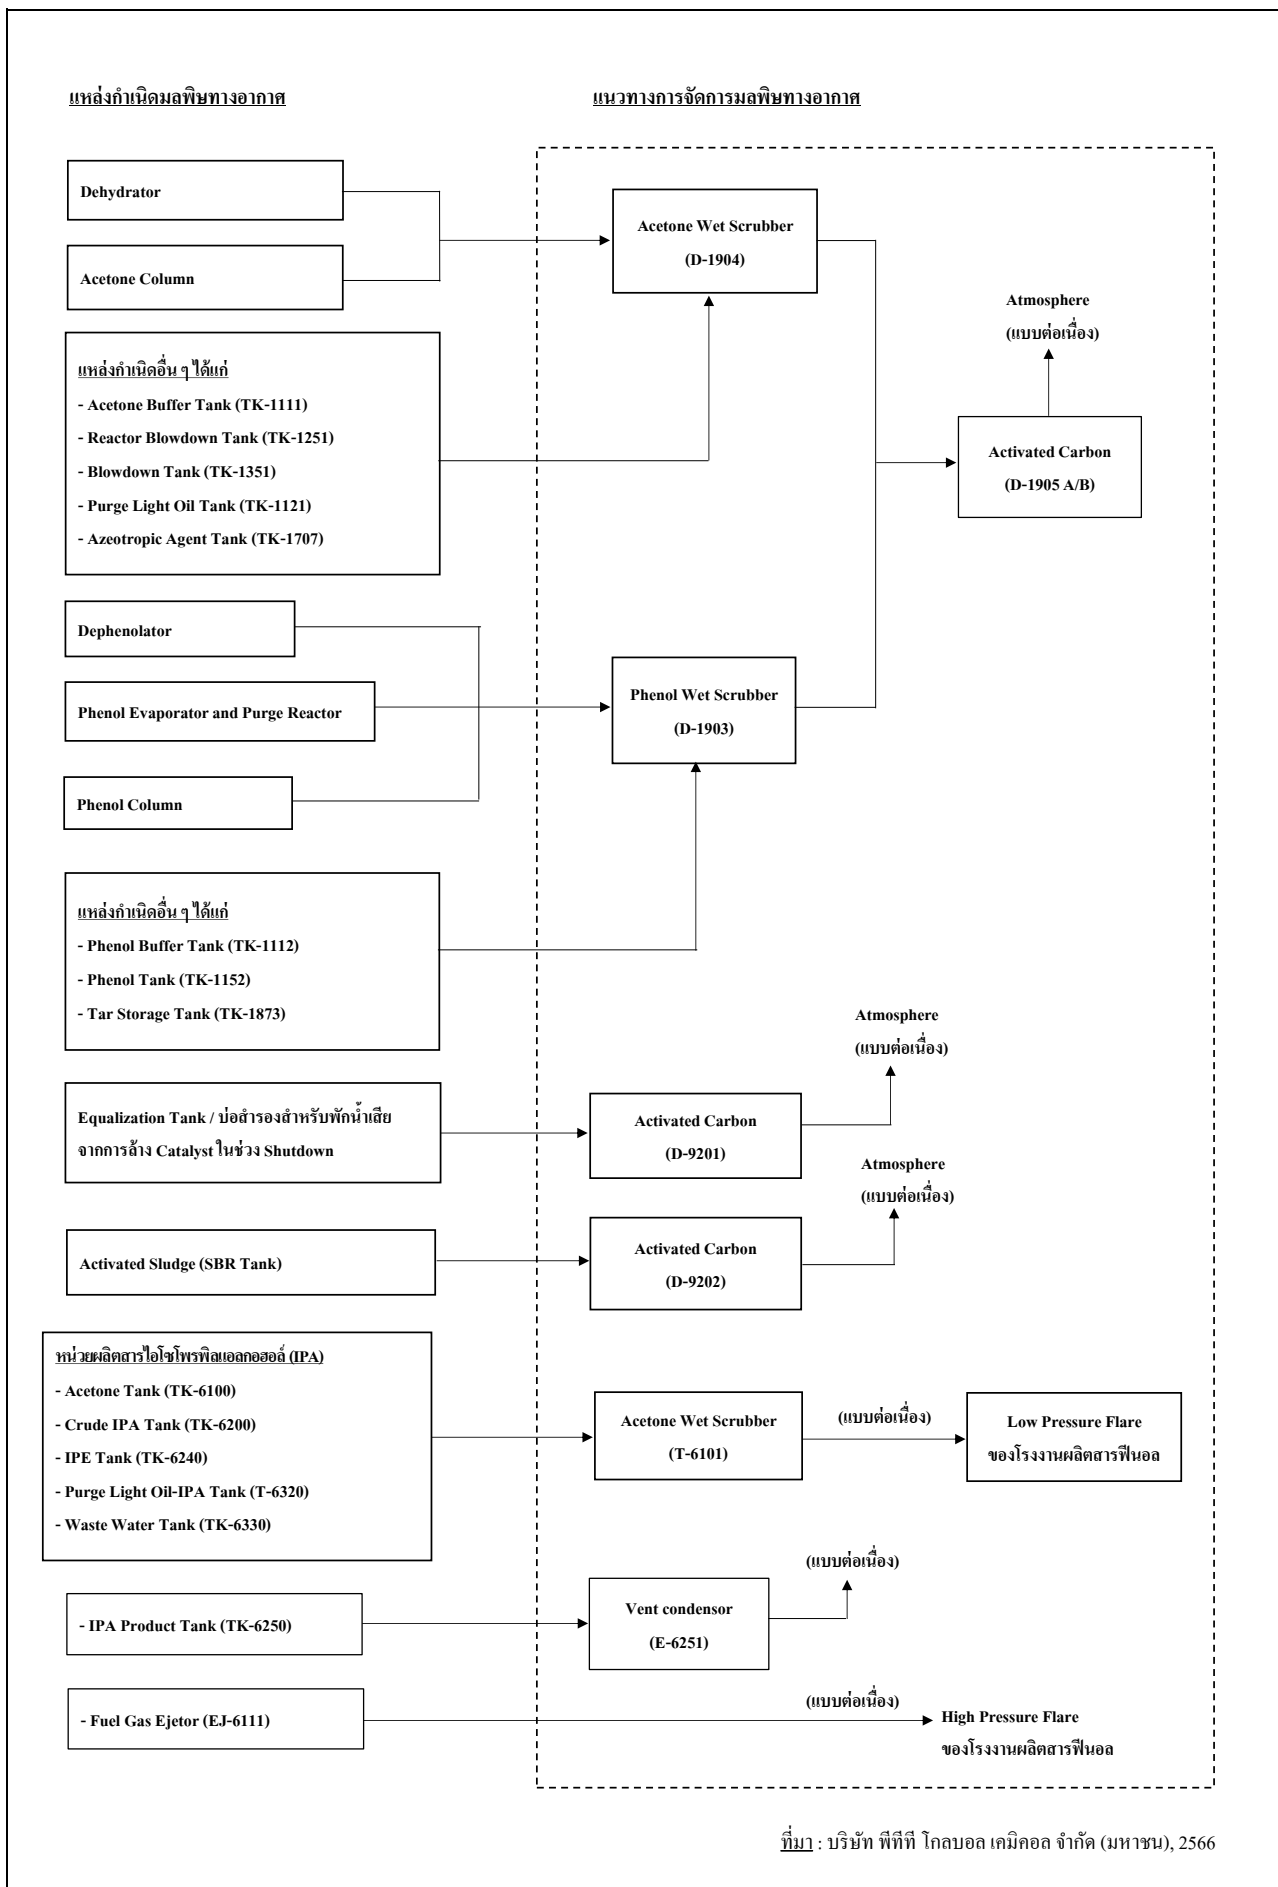 แหล่งกำเนิดมลพิษทางอากาศ
แนวทางการจัดการมลพิษทางอากาศ
Dehydrator
Acetone Column
Acetone Wet Scrubber
(D-1904)
แหล่งกำเนิดอื่น ๆ ได้แก่
- Acetone Buffer Tank (TK-1111)
- Reactor Blowdown Tank (TK-1251)
- Blowdown Tank (TK-1351)
- Purge Light Oil Tank (TK-1121)
- Azeotropic Agent Tank (TK-1707)
Atmosphere
(แบบต่อเนื่อง)
Activated Carbon
(D-1905 A/B)
Dephenolator
Phenol Evaporator and Purge Reactor
Phenol Column
Phenol Wet Scrubber
(D-1903)
แหล่งกำเนิดอื่น ๆ ได้แก่
- Phenol Buffer Tank (TK-1112)
- Phenol Tank (TK-1152)
- Tar Storage Tank (TK-1873)
Equalization Tank / บ่อสำรองสำหรับพักน้ำเสีย
จากการล้าง Catalyst ในช่วง Shutdown
Activated Carbon
(D-9201)
Atmosphere
(แบบต่อเนื่อง)
Activated Sludge (SBR Tank)
Activated Carbon
(D-9202)
Atmosphere
(แบบต่อเนื่อง)
หน่วยผลิตสารไอโซโพรพิลแอลกอฮอล์ (IPA)
- Acetone Tank (TK-6100)
- Crude IPA Tank (TK-6200)
- IPE Tank (TK-6240)
- Purge Light Oil-IPA Tank (T-6320)
- Waste Water Tank (TK-6330)
Acetone Wet Scrubber
(T-6101)
(แบบต่อเนื่อง)
Low Pressure Flare
ของโรงงานผลิตสารฟีนอล
- IPA Product Tank (TK-6250)
Vent condensor
(E-6251)
(แบบต่อเนื่อง)
- Fuel Gas Ejetor (EJ-6111)
(แบบต่อเนื่อง)
High Pressure Flare
ของโรงงานผลิตสารฟีนอล
ที่มา : บริษัท พีทีที โกลบอล เคมิคอล จำกัด (มหาชน), 2566